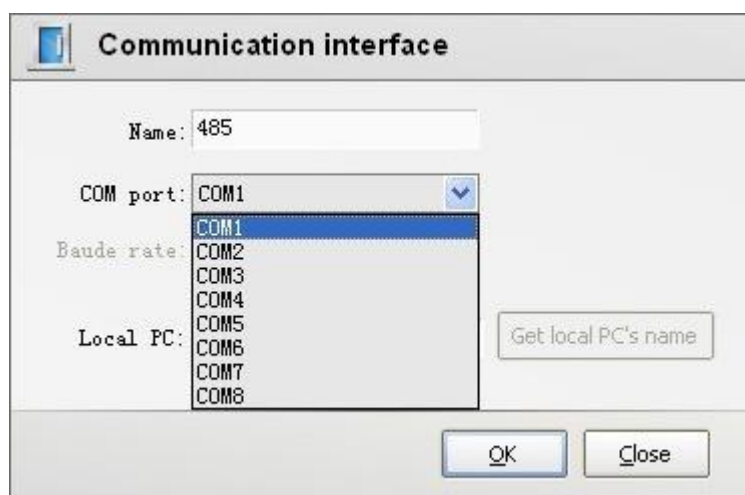 Communication interface
Name: 485
COM port: COM1
COM1
Baude rate: COM2
COM3
COM4
Local PC: COM5 Get local PC's name
COM6
COM7
COM8
OK Close